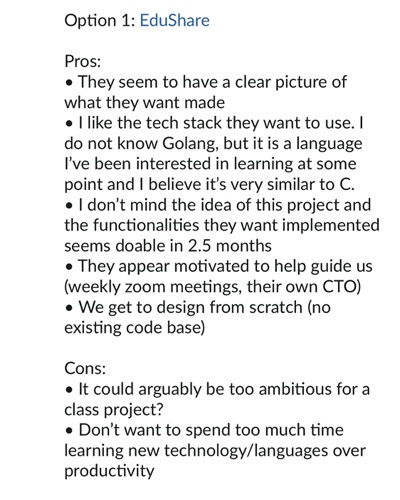 Option 1: EduShare
Pros:
• They seem to have a clear picture of
what they want made
• I like the tech stack they want to use. I
do not know Golang, but it is a language
I've been interested in learning at some
point and I believe it's very similar to C.
• I don't mind the idea of this project and
the functionalities they want implemented
seems doable in 2.5 months
• They appear motivated to help guide us
(weekly zoom meetings, their own CTO)
• We get to design from scratch (no
existing code base)
Cons:
• It could arguably be too ambitious for a
class project?
• Don't want to spend too much time
learning new technology/languages over
productivity